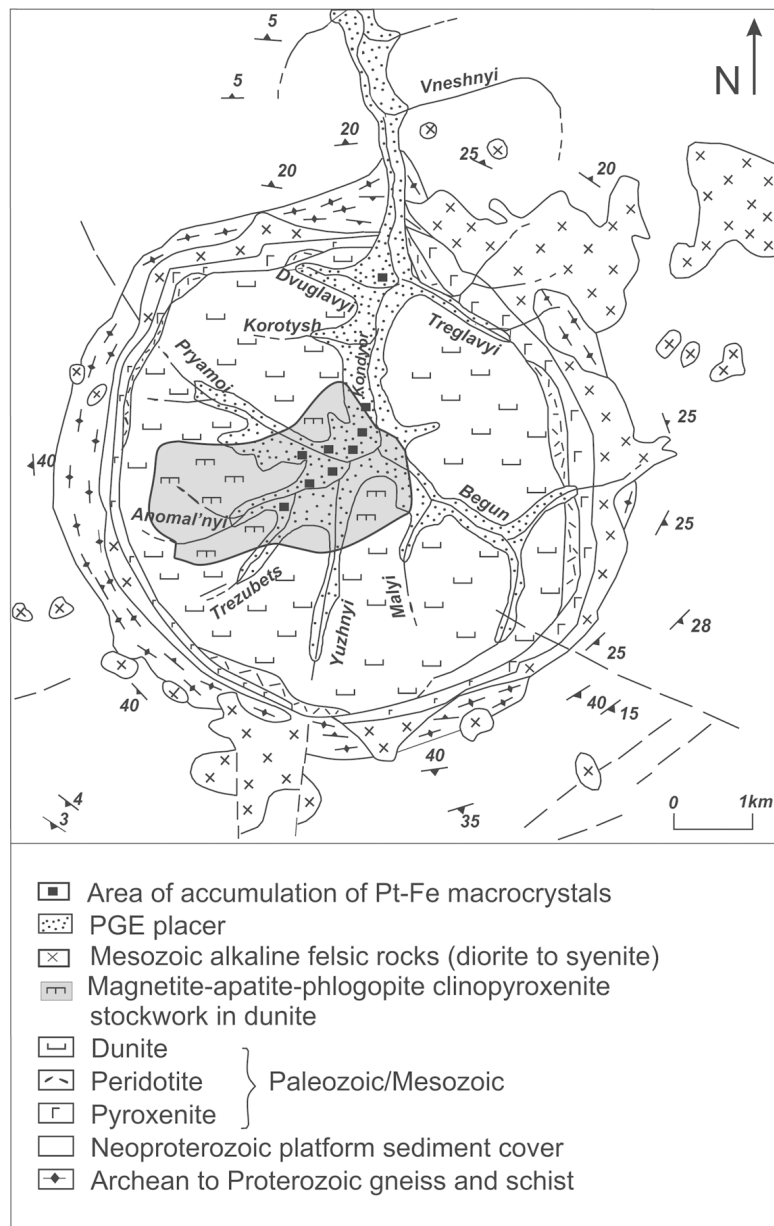 5
N
Vneshnyi
5
20
25
20
20
Dvuglavyi
Korotysh
Treglavyi
Kondyor
Pryamoi
25
40
Begun
Anomal'nyi
25
Trezubets
Malyi
Yuzhnyi
28
25
40
40
15
40
4
3
35
0 1km
Area of accumulation of Pt-Fe macrocrystals
PGE placer
Mesozoic alkaline felsic rocks (diorite to syenite)
Magnetite-apatite-phlogopite clinopyroxenite
stockwork in dunite
Dunite
Peridotite Paleozoic/Mesozoic
Pyroxenite
Neoproterozoic platform sediment cover
Archean to Proterozoic gneiss and schist